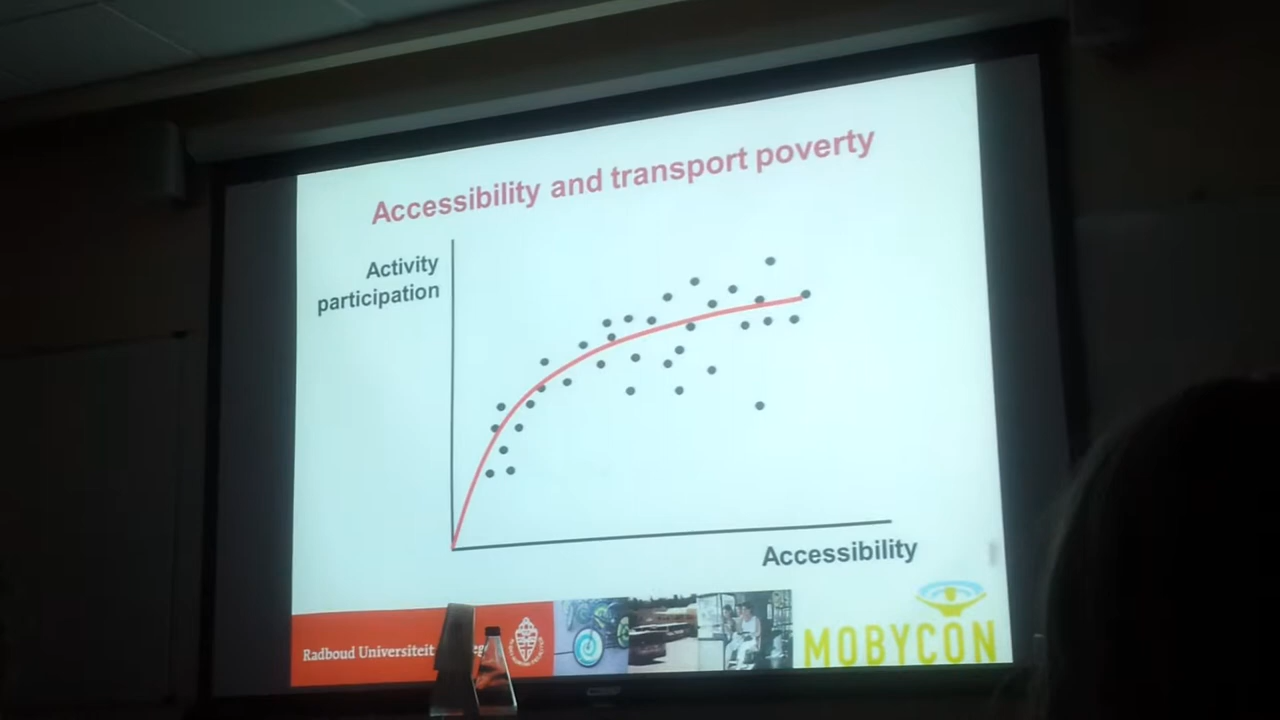 Accessibility and transport poverty
Activity
participation
Accessibility
Radboud Universiteit
MOBYCON